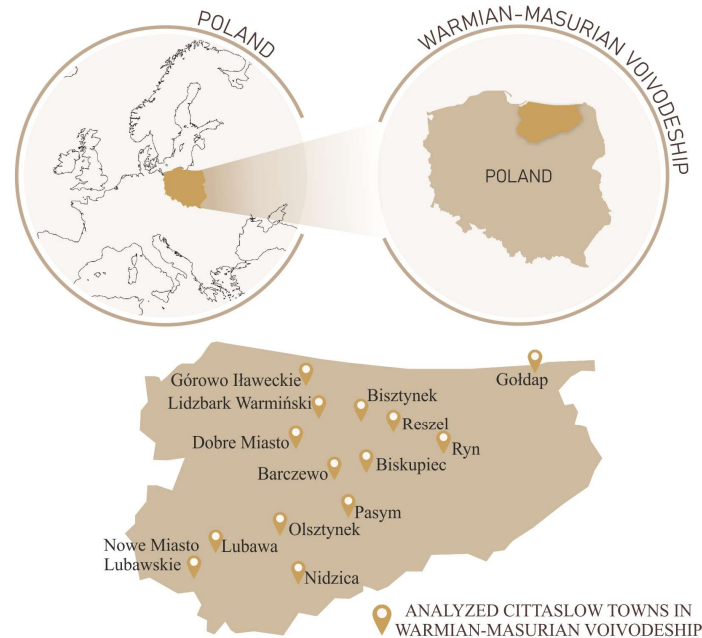 POLAND
WARMIAN-MASURIAN VOIVODESHIP
POLAND
Gołdap
Górowo Iławeckie
Lidzbark Warmiński
Bisztynek
Reszel
Dobre Miasto
Ryn
Barczewo
Biskupiec
Pasym
Olsztynek
Nowe Miasto
Lubawskie
Lubawa
Nidzica
ANALYZED CITTASLOW TOWNS IN
WARMIAN-MASURIAN VOIVODESHIP